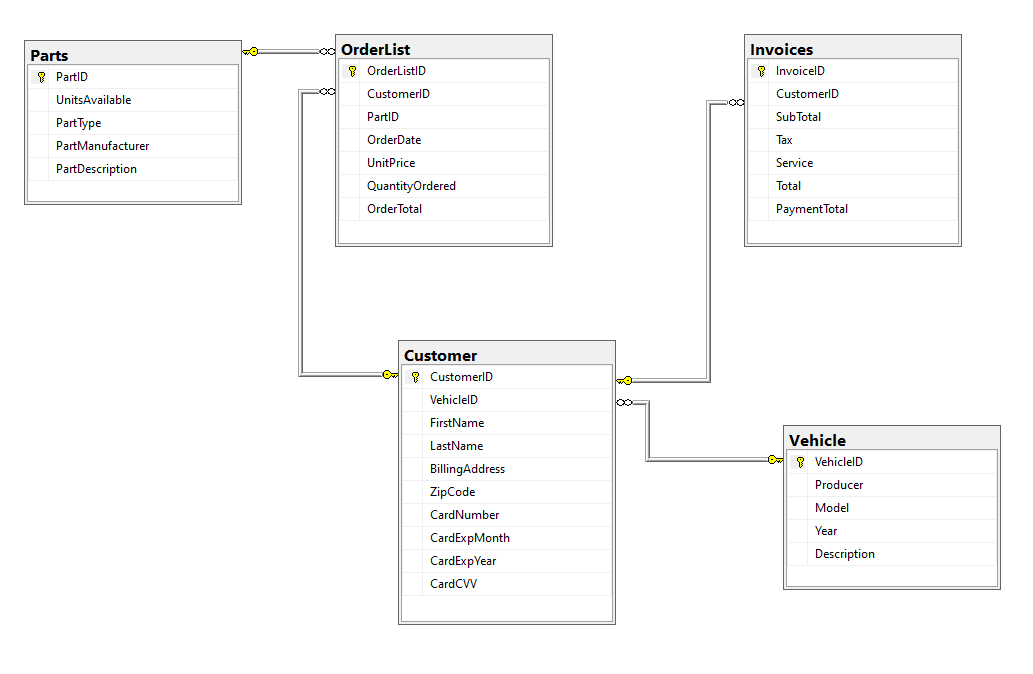 Parts
PartID
UnitsAvailable
PartType
PartManufacturer
PartDescription
OrderList
OrderListID
CustomerID
PartID
OrderDate
UnitPrice
QuantityOrdered
OrderTotal
Invoices
InvoiceID
CustomerID
SubTotal
Tax
Service
Total
PaymentTotal
Customer
CustomerID
VehicleID
FirstName
LastName
BillingAddress
ZipCode
CardNumber
CardExpMonth
CardExpYear
CardCVV
Vehicle
VehicleID
Producer
Model
Year
Description